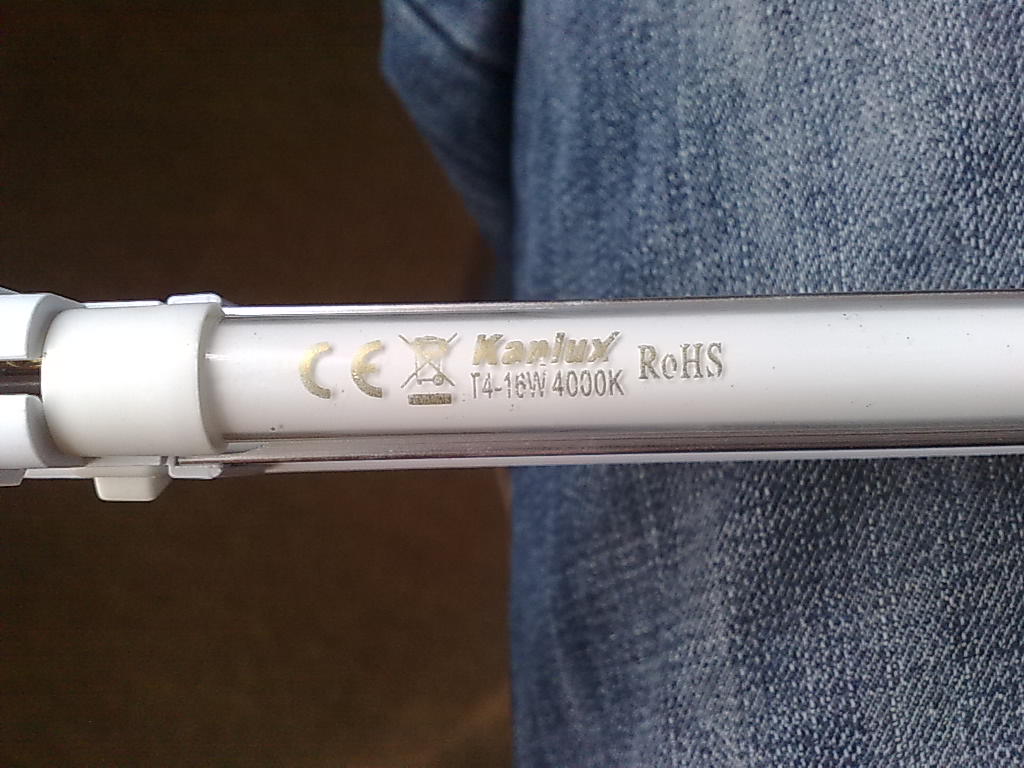 CE Kanlux RoHS
T4-16W 4000K